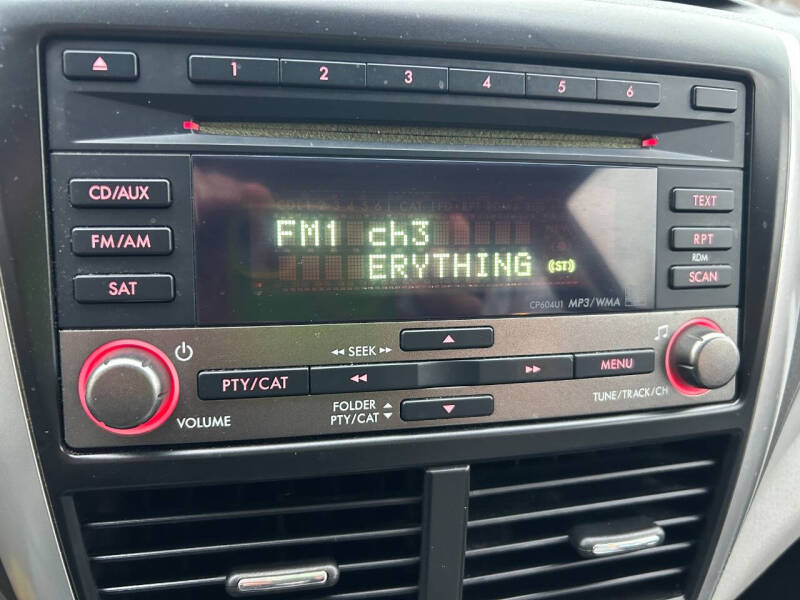 1 2 3 4 5 6
CD/AUX
FM/AM
SAT
FM1 ch3
ERYTHING (ST)
CP604U1 MP3/WMA
TEXT
RPT
RDM
SCAN
VOLUME
PTY/CAT
SEEK
FOLDER
PTY/CAT
MENU
TUNE/TRACK/CH